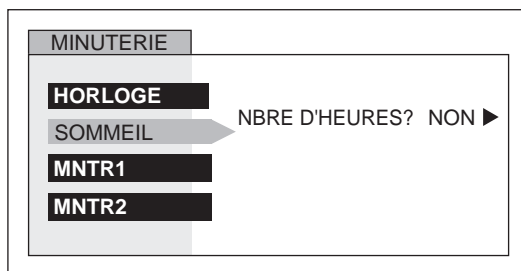 MINUTERIE
HORLOGE
SOMMEIL
NBRE D'HEURES? NON ▶
MNTR1
MNTR2